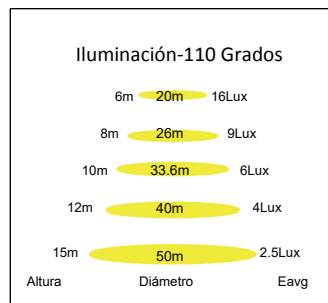 Iluminación-110 Grados
6m 20m 16Lux
8m 26m 9Lux
10m 33.6m 6Lux
12m 40m 4Lux
15m 50m 2.5Lux
Altura Diámetro Eavg